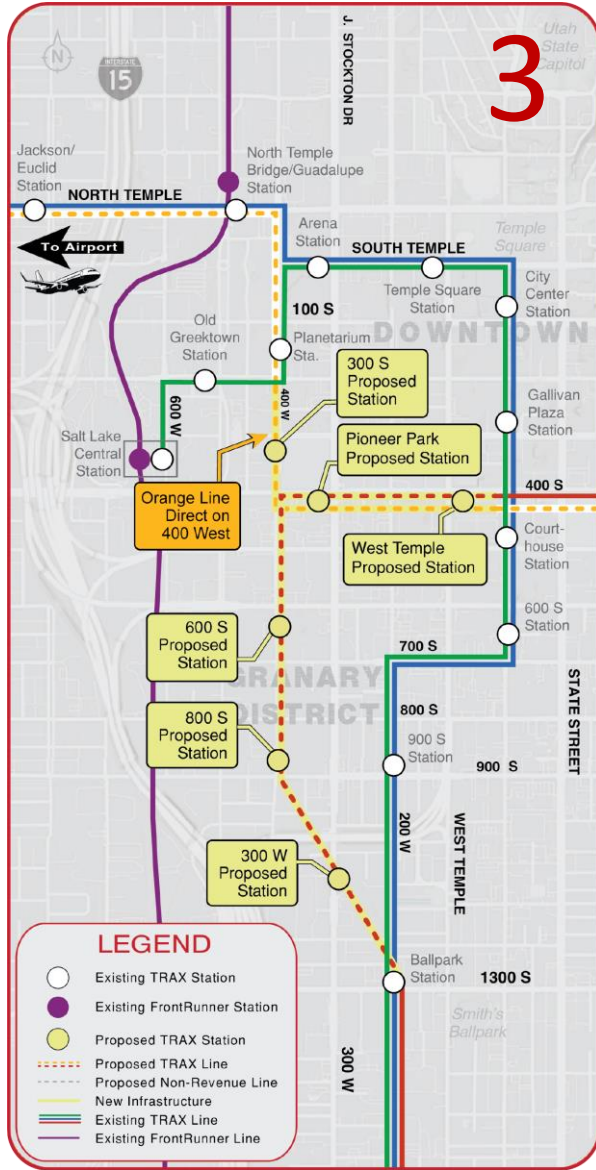 3
J. STOCKTON DR
Utah
State
Capitol
N
INTERSTATE
15
Jackson/
Euclid
Station
North Temple
Bridge/Guadalupe
Station
NORTH TEMPLE
To Airport
Arena
Station
SOUTH TEMPLE
Temple
Square
Temple Square
Station
City
Center
Station
100 S
DOWNTOWN
Old
Greektown
Station
Planetarium
Sta.
300 S
Proposed
Station
600 W
400 W
Gallivan
Plaza
Station
Salt Lake
Central
Station
Pioneer Park
Proposed Station
400 S
Orange Line
Direct on
400 West
West Temple
Proposed Station
Court-
house
Station
600 S
Station
600 S
Proposed
Station
700 S
GRANARY
DISTRICT
STATE STREET
800 S
Proposed
Station
800 S
900 S
Station
900 S
200 W
WEST TEMPLE
300 W
Proposed
Station
Ballpark
Station
1300 S
Smith's
Ballpark
300 W
LEGEND
Existing TRAX Station
Existing FrontRunner Station
Proposed TRAX Station
Proposed TRAX Line
Proposed Non-Revenue Line
New Infrastructure
Existing TRAX Line
Existing FrontRunner Line